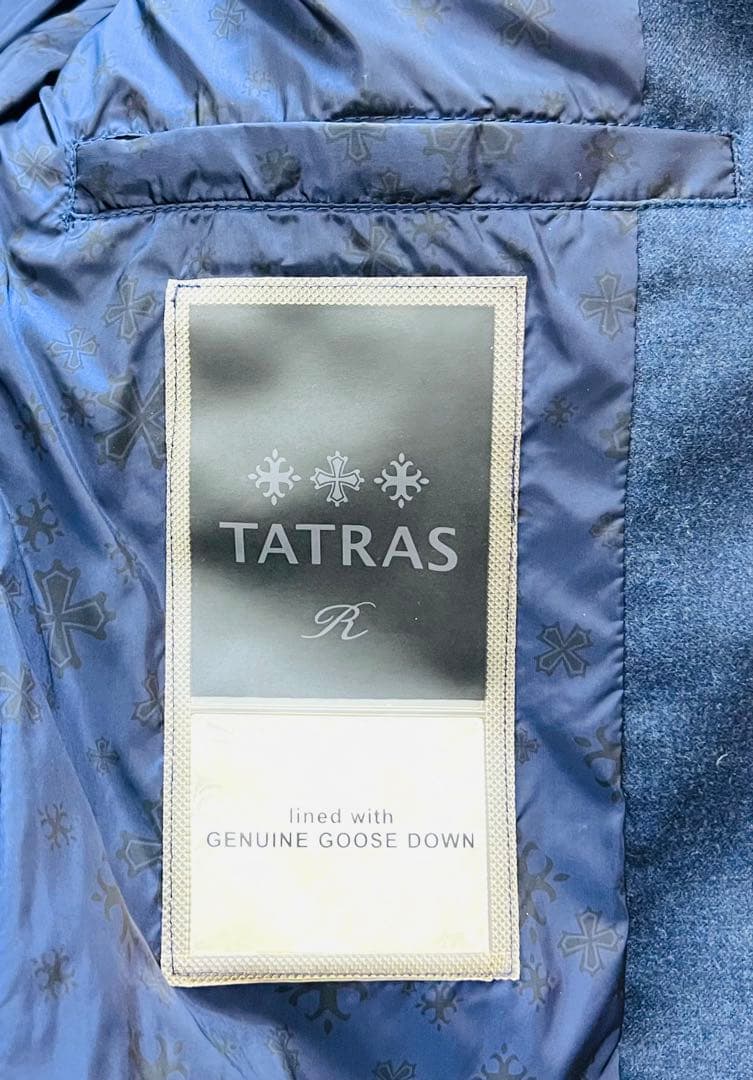 TATRAS
R
lined with
GENUINE GOOSE DOWN